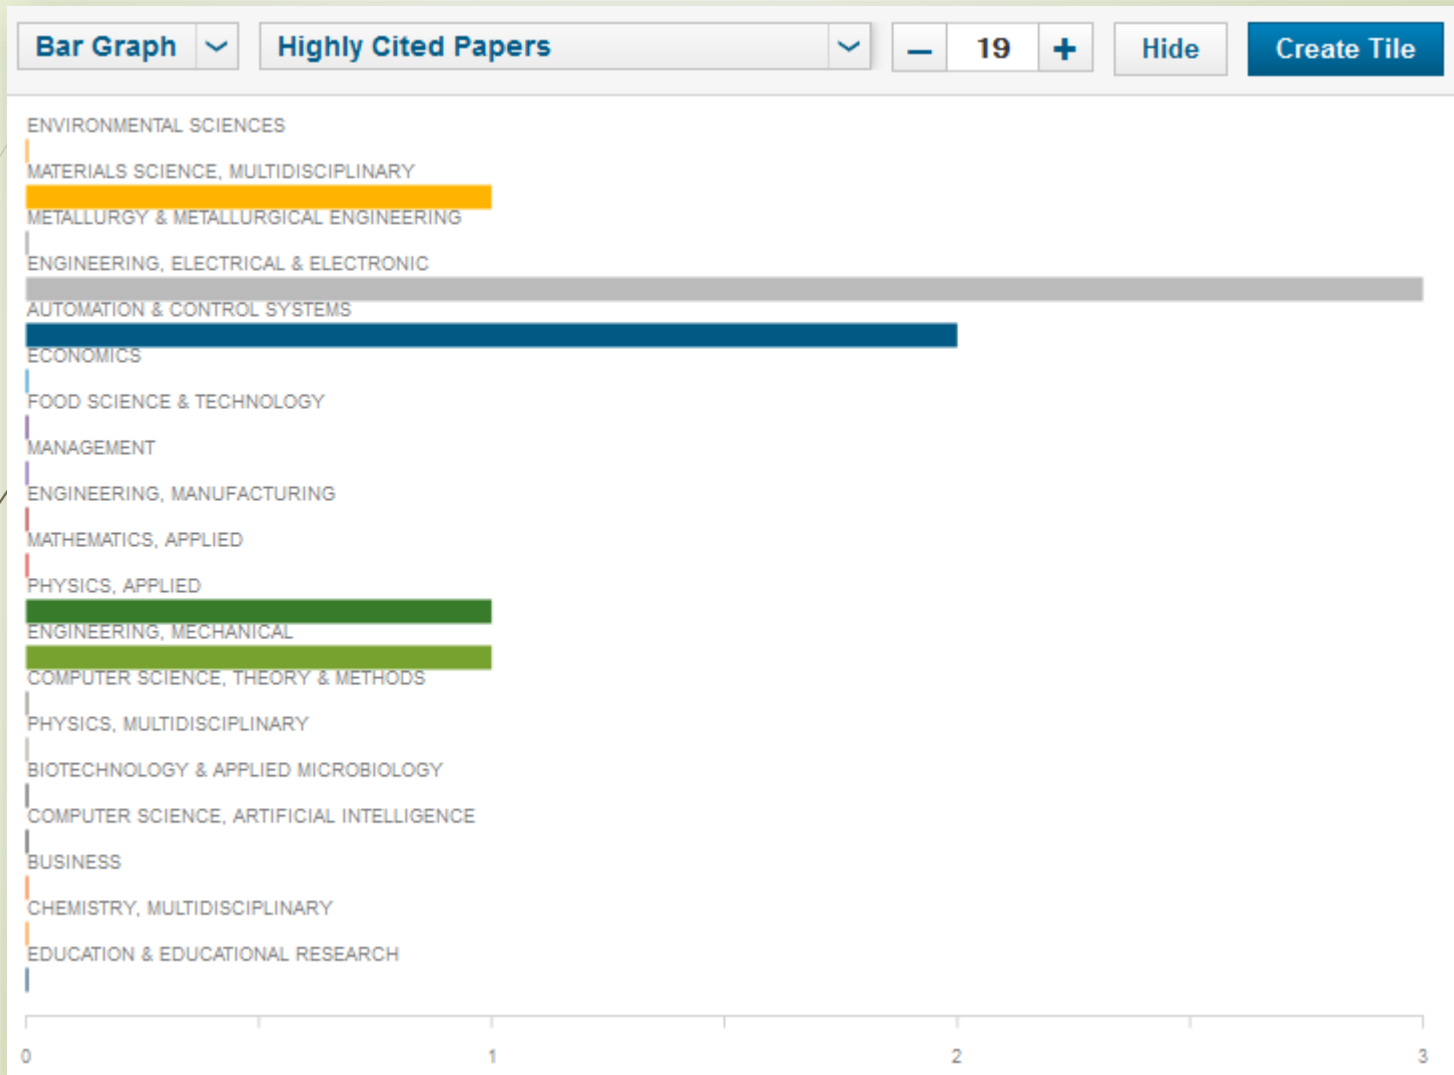 Bar Graph
Highly Cited Papers
19
Hide
Create Tile
ENVIRONMENTAL SCIENCES
MATERIALS SCIENCE, MULTIDISCIPLINARY
METALLURGY & METALLURGICAL ENGINEERING
ENGINEERING, ELECTRICAL & ELECTRONIC
AUTOMATION & CONTROL SYSTEMS
ECONOMICS
FOOD SCIENCE & TECHNOLOGY
MANAGEMENT
ENGINEERING, MANUFACTURING
MATHEMATICS, APPLIED
PHYSICS, APPLIED
ENGINEERING, MECHANICAL
COMPUTER SCIENCE, THEORY & METHODS
PHYSICS, MULTIDISCIPLINARY
BIOTECHNOLOGY & APPLIED MICROBIOLOGY
COMPUTER SCIENCE, ARTIFICIAL INTELLIGENCE
BUSINESS
CHEMISTRY, MULTIDISCIPLINARY
EDUCATION & EDUCATIONAL RESEARCH
0 1 2 3